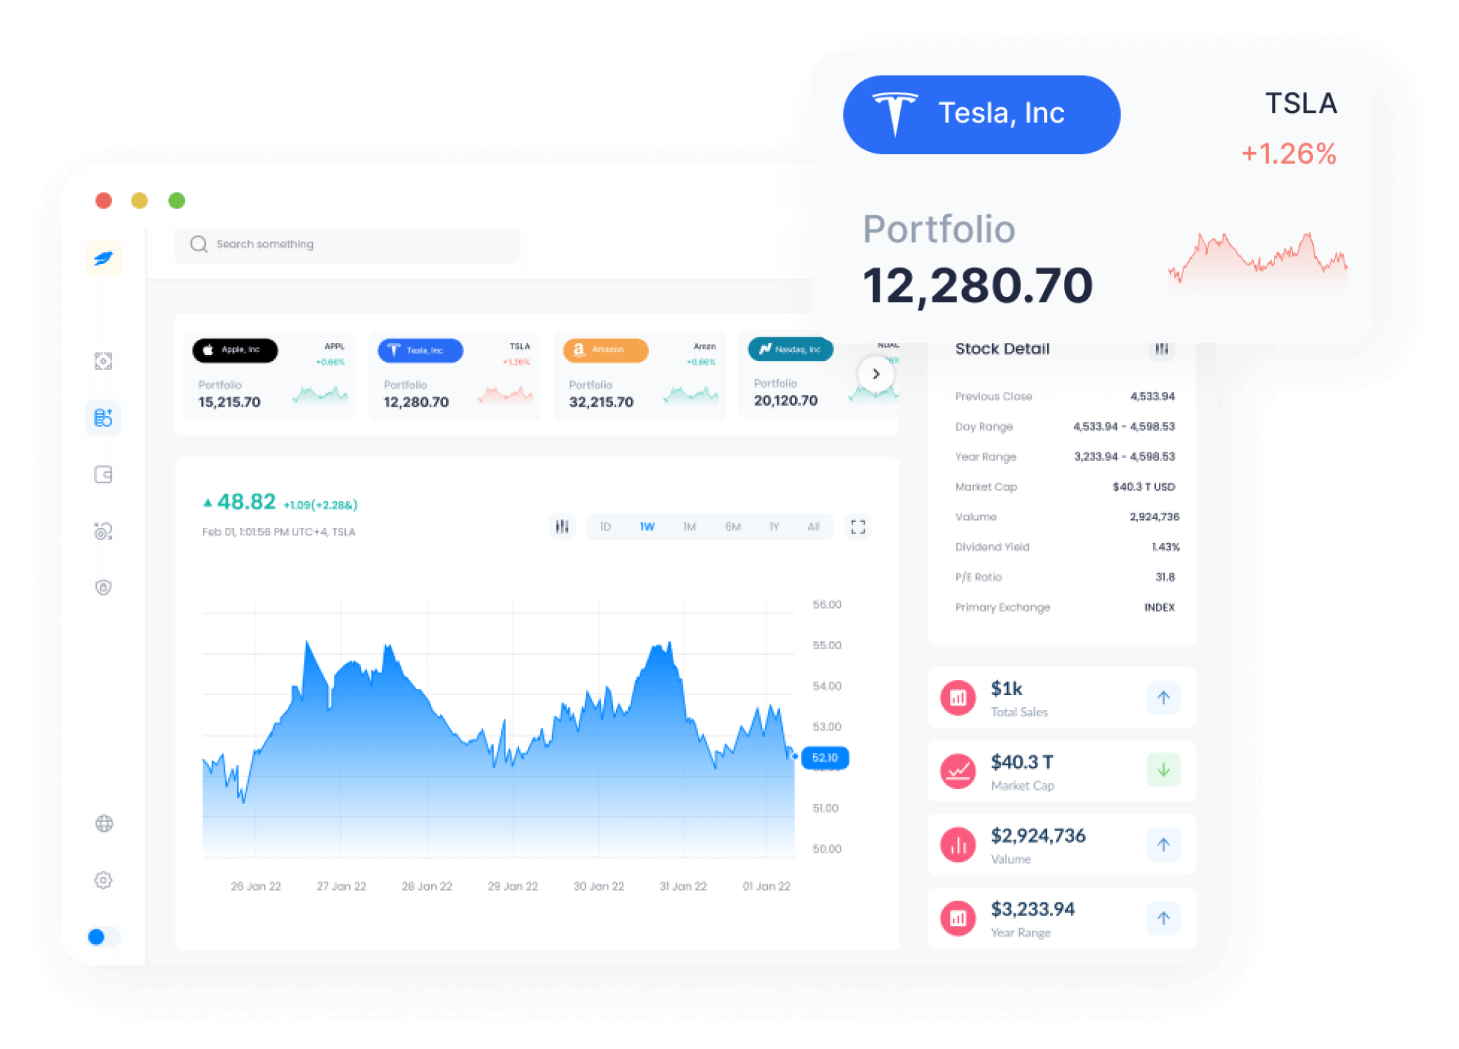 Tesla, Inc
TSLA
+1.26%
Portfolio
12,280.70
Search something
Apple, Inc
APPL
+0.66%
Portfolio
15,215.70
Tesla, Inc
TSLA
+1.26%
Portfolio
12,280.70
Amazon
Amzn
+0.66%
Portfolio
32,215.70
Nasdaq, Inc
Portfolio
20,120.70
Stock Detail
Previous Close 4,533.94
Day Range 4,533.94 - 4,598.53
Year Range 3,233.94 - 4,598.53
Market Cap $40.3 T USD
Valume 2,924,736
Dividend Yield 1.43%
P/E Ratio 31.8
Primary Exchange INDEX
48.82 +1.09(+2.28&)
Feb 01, 1:01:56 PM UTC+4, TSLA
1D 1W 1M 6M 1Y All
56.00
55.00
54.00
53.00
52.10
51.00
50.00
26 Jan 22 27 Jan 22 28 Jan 22 29 Jan 22 30 Jan 22 31 Jan 22 01 Jan 22
$1k
Total Sales
$40.3 T
Market Cap
$2,924,736
Valume
$3,233.94
Year Range